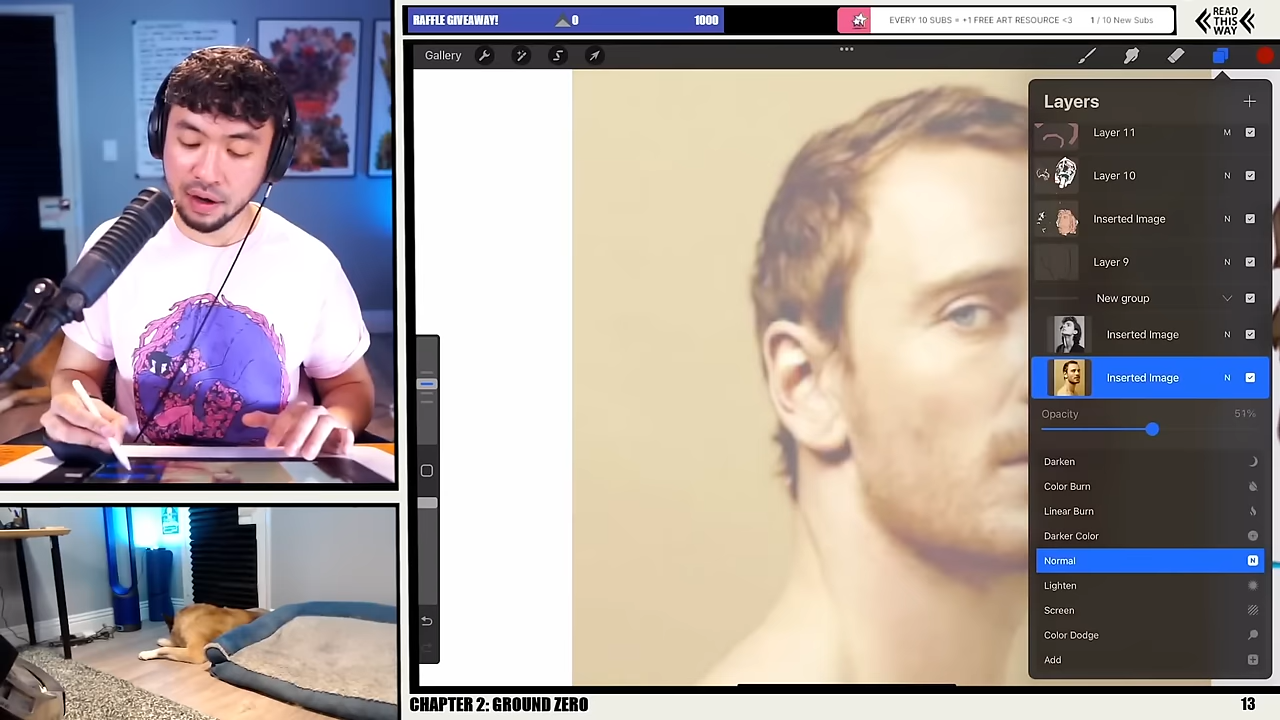 RAFFLE GIVEAWAY!
0
1000
EVERY 10 SUBS = +1 FREE ART RESOURCE <3
1 / 10 New Subs
READ
THIS
WAY
Gallery
Layers
Layer 11 M
Layer 10 N
Inserted Image N
Layer 9 N
New group
Inserted Image N
Inserted Image N
Opacity 51%
Darken
Color Burn
Linear Burn
Darker Color
Normal N
Lighten
Screen
Color Dodge
Add
CHAPTER 2: GROUND ZERO
13